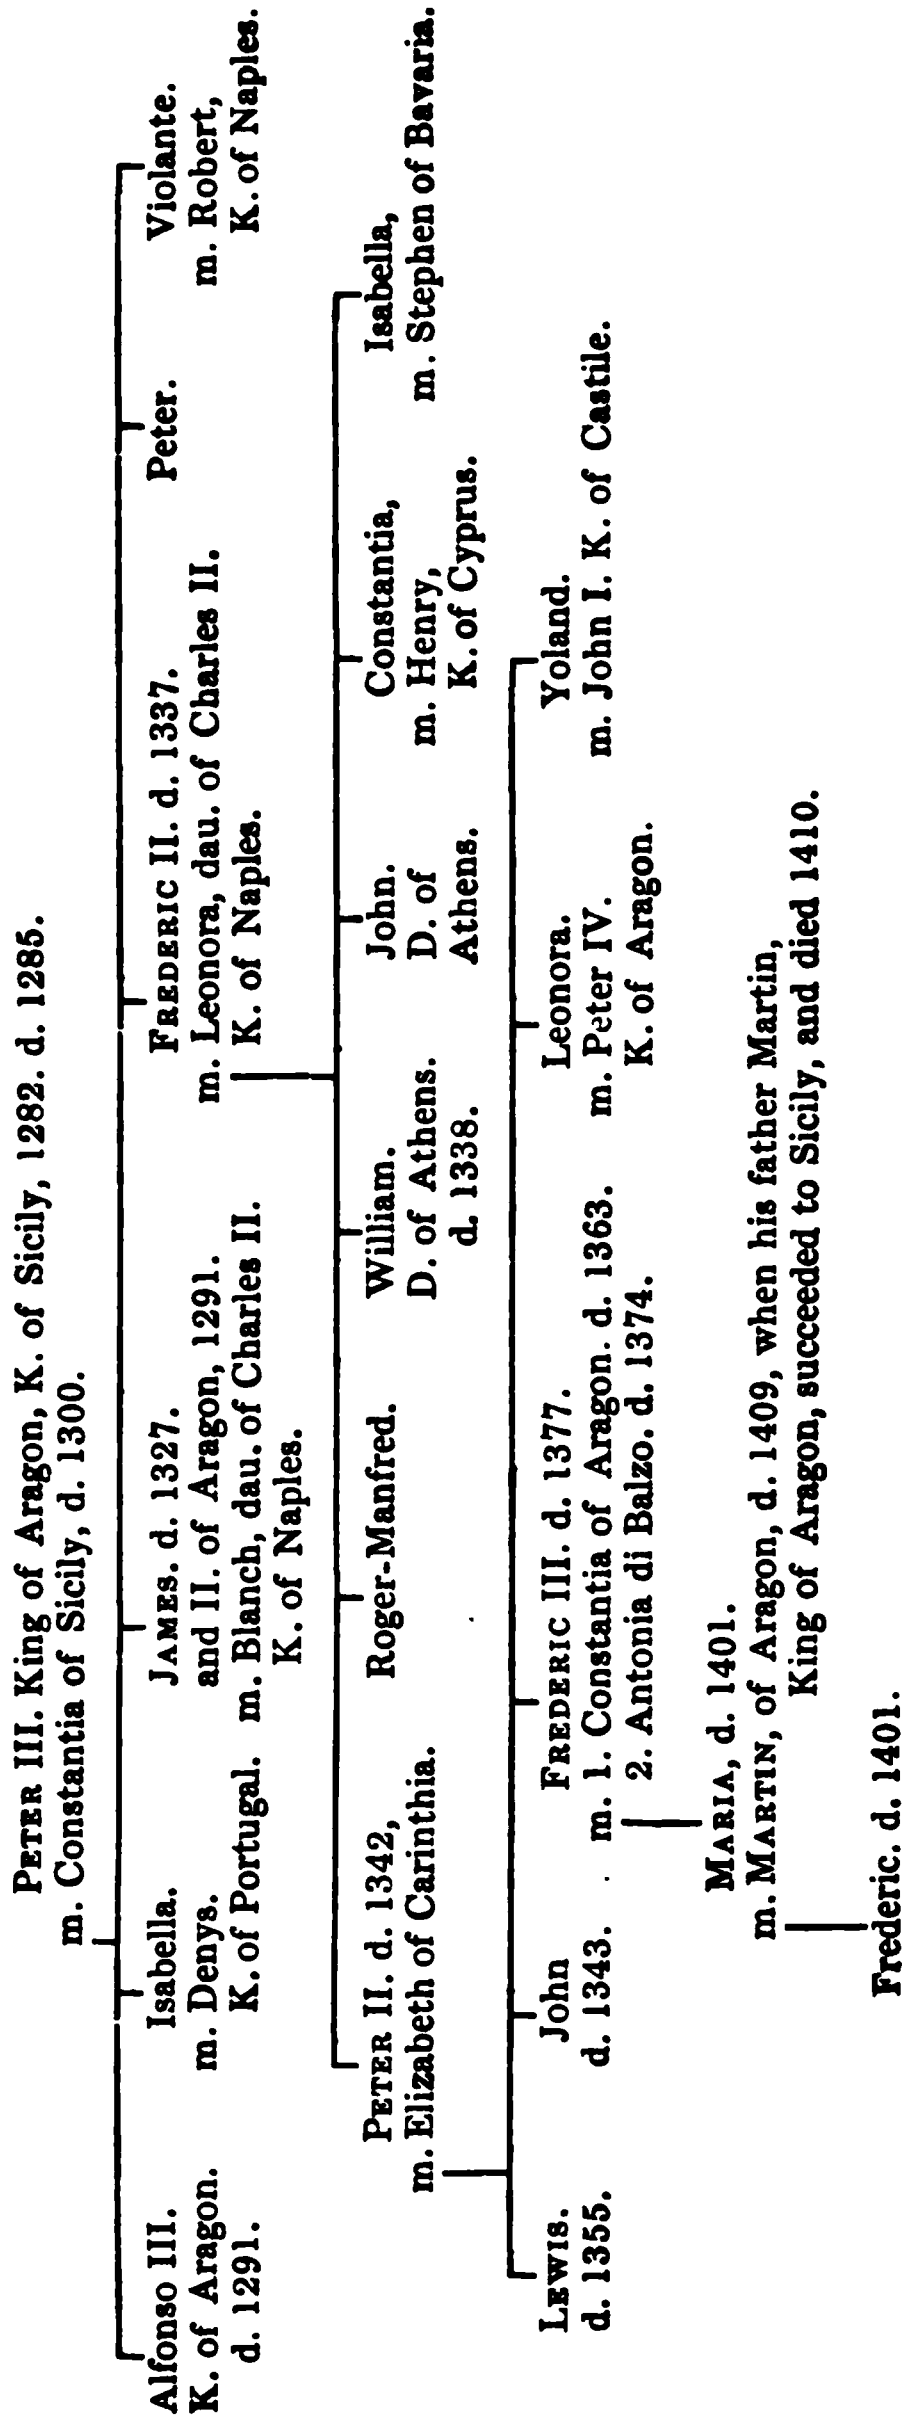 PETER III. King of Aragon, K. of Sicily, 1282. d. 1285.
m. Constantia of Sicily, d. 1300.
Alfonso III.
K. of Aragon.
d. 1291.
Isabella.
m. Denys.
K. of Portugal.
JAMES. d. 1327.
and II. of Aragon, 1291.
m. Blanch, dau. of Charles II.
K. of Naples.
FREDERIC II. d. 1337.
m. Leonora, dau. of Charles II.
K. of Naples.
Peter.
Violante.
m. Robert,
K. of Naples.
PETER II. d. 1342,
m. Elizabeth of Carinthia.
Roger-Manfred.
William.
D. of Athens.
d. 1338.
John.
D. of
Athens.
Constantia,
m. Henry,
K. of Cyprus.
Isabella,
m. Stephen of Bavaria.
LEWIS.
d. 1355.
John
d. 1343.
FREDERIC III. d. 1377.
m. 1. Constantia of Aragon. d. 1363.
2. Antonia di Balzo. d. 1374.
Leonora.
m. Peter IV.
K. of Aragon.
Yoland.
m. John I. K. of Castile.
MARIA, d. 1401.
m. MARTIN, of Aragon, d. 1409, when his father Martin,
King of Aragon, succeeded to Sicily, and died 1410.
Frederic. d. 1401.